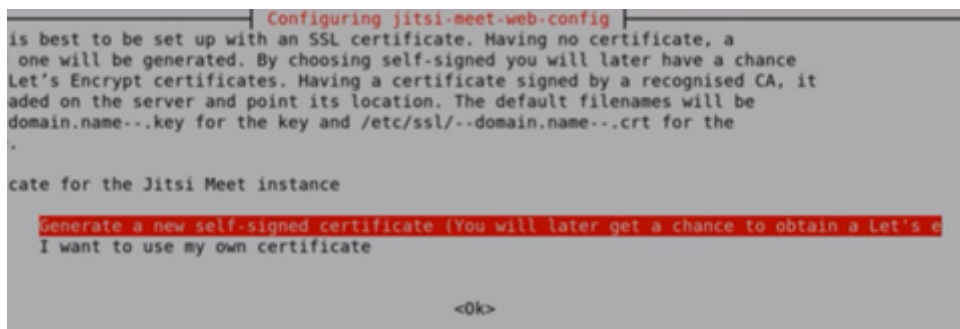 Configuring jitsi-meet-web-config
is best to be set up with an SSL certificate. Having no certificate, a
one will be generated. By choosing self-signed you will later have a chance
Let's Encrypt certificates. Having a certificate signed by a recognised CA, it
aded on the server and point its location. The default filenames will be
domain.name--.key for the key and /etc/ssl/--domain.name--.crt for the
.
cate for the Jitsi Meet instance
Generate a new self-signed certificate (You will later get a chance to obtain a Let's e
I want to use my own certificate
<Ok>